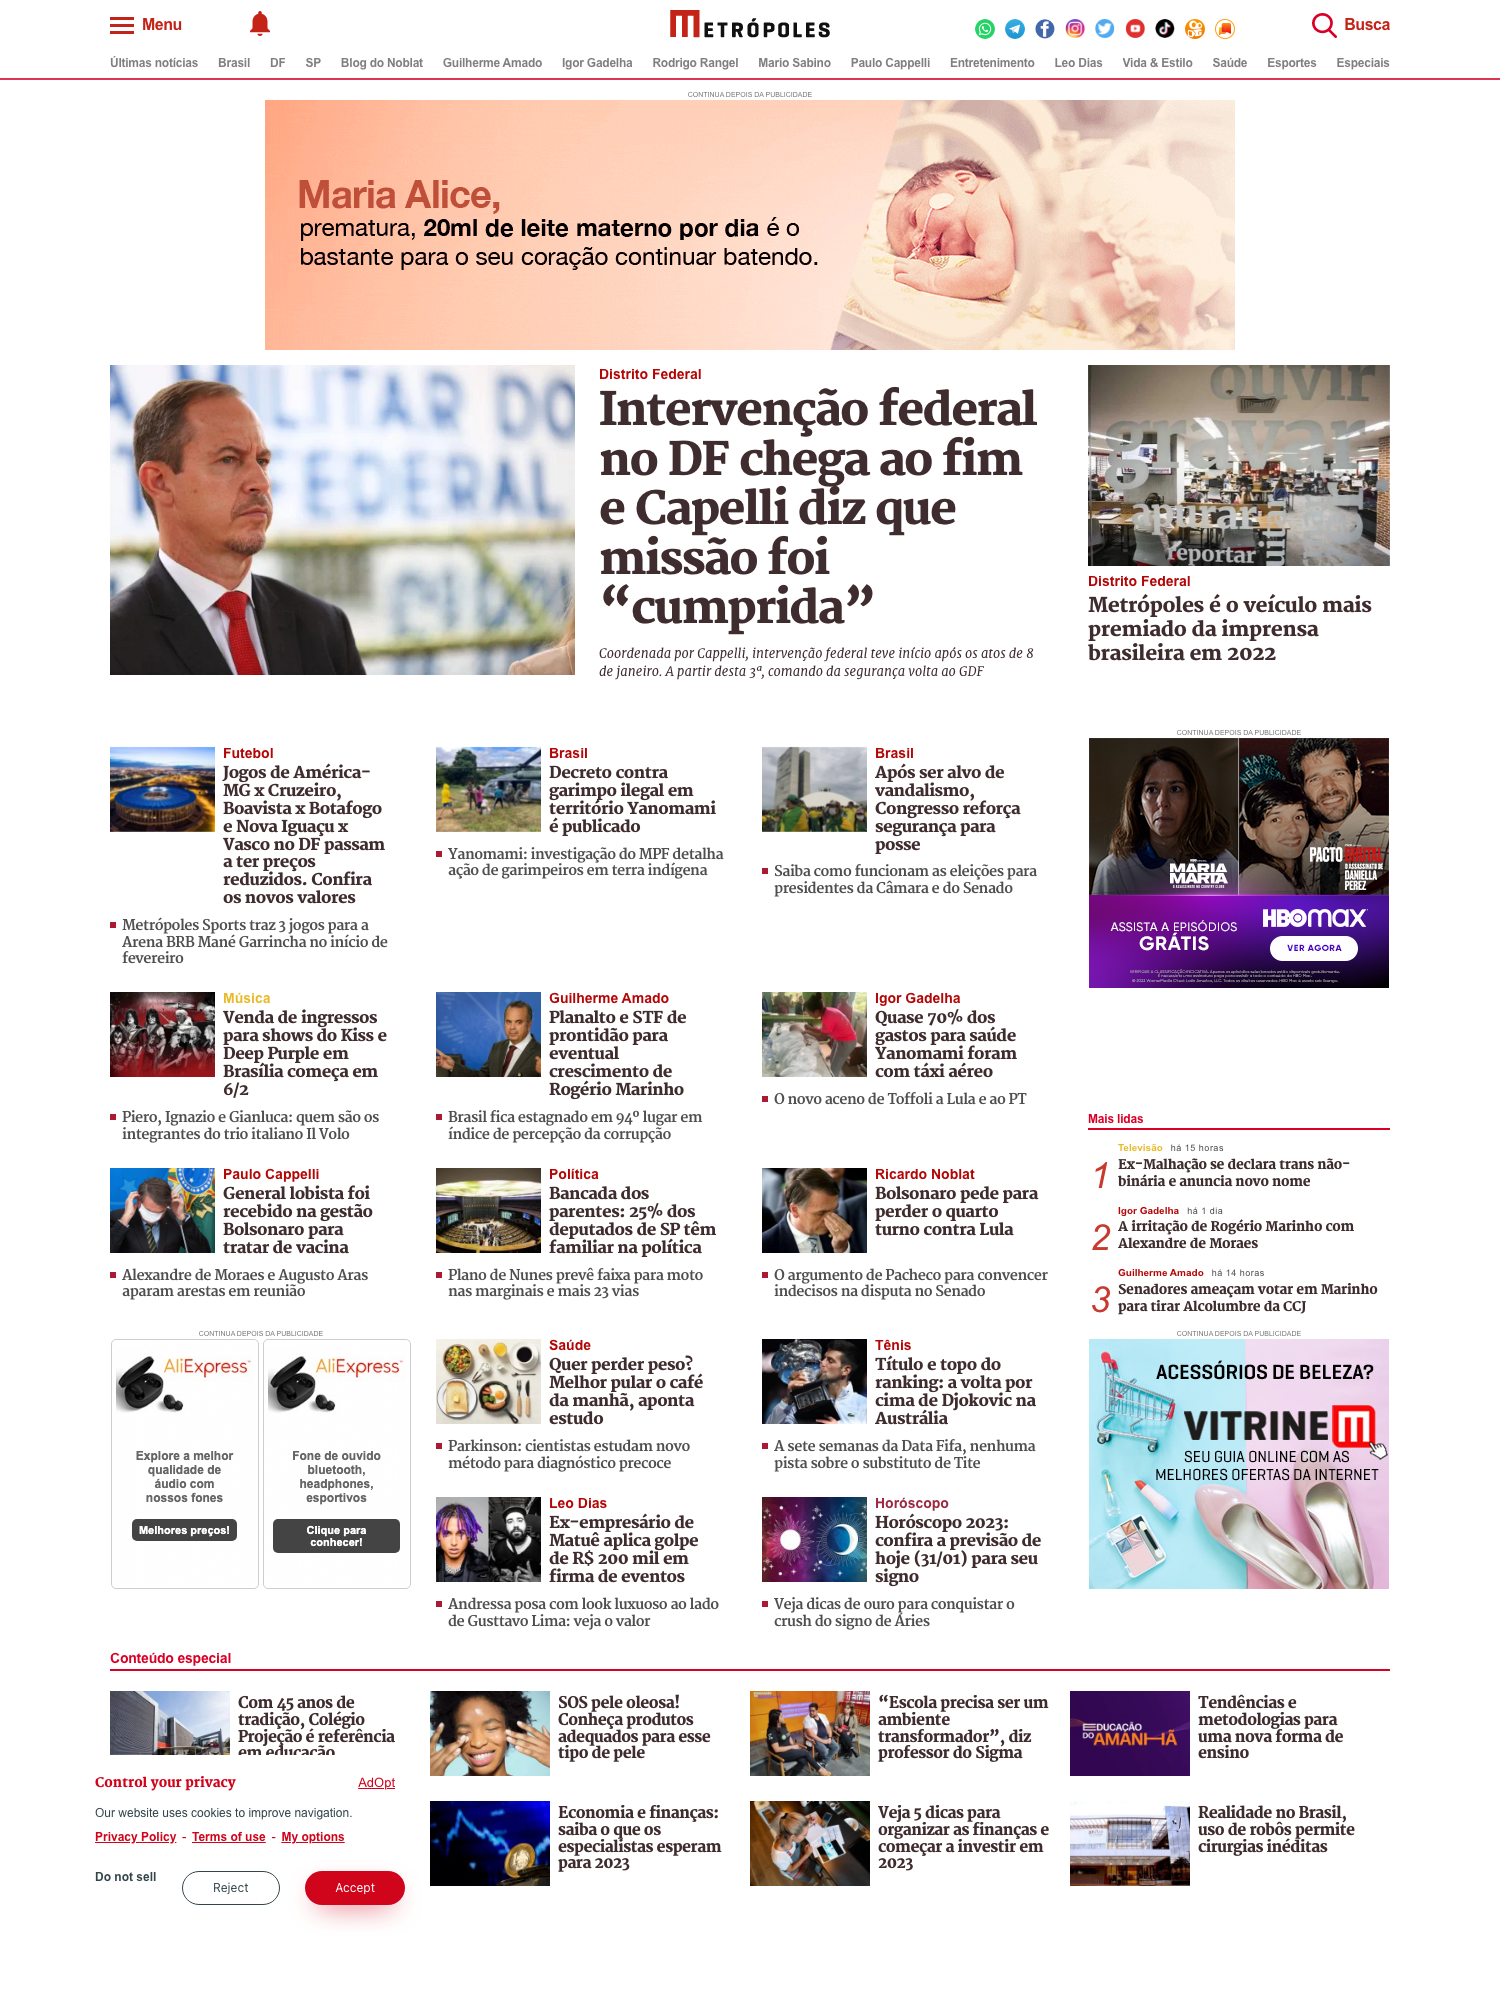 Menu
METRÓPOLES
Busca
Últimas notícias Brasil DF SP Blog do Noblat Guilherme Amado Igor Gadelha Rodrigo Rangel Mario Sabino Paulo Cappelli Entretenimento Leo Dias Vida & Estilo Saúde Esportes Especiais
CONTINUA DEPOIS DA PUBLICIDADE
Maria Alice,
prematura, 20ml de leite materno por dia é o
bastante para o seu coração continuar batendo.
MILITAR DO
FEDERAL
Distrito Federal
Intervenção federal
no DF chega ao fim
e Capelli diz que
missão foi
“cumprida”
Coordenada por Cappelli, intervenção federal teve início após os atos de 8
de janeiro. A partir desta 3ª, comando da segurança volta ao GDF
ouvir
gravar
apurar
reportar
Distrito Federal
Metrópoles é o veículo mais
premiado da imprensa
brasileira em 2022
Futebol
Jogos de América-
MG x Cruzeiro,
Boavista x Botafogo
e Nova Iguaçu x
Vasco no DF passam
a ter preços
reduzidos. Confira
os novos valores
Metrópoles Sports traz 3 jogos para a
Arena BRB Mané Garrincha no início de
fevereiro
Brasil
Decreto contra
garimpo ilegal em
território Yanomami
é publicado
Yanomami: investigação do MPF detalha
ação de garimpeiros em terra indígena
Brasil
Após ser alvo de
vandalismo,
Congresso reforça
segurança para
posse
Saiba como funcionam as eleições para
presidentes da Câmara e do Senado
CONTINUA DEPOIS DA PUBLICIDADE
HAPPY
NEW YEAR
MARIA
MARTA
PACTO BRUTAL
O ASSASSINATO DE
DANIELLA
PEREZ
ASSISTA A EPISÓDIOS
GRÁTIS
HBOMAX
VER AGORA
Música
Venda de ingressos
para shows do Kiss e
Deep Purple em
Brasília começa em
6/2
Piero, Ignazio e Gianluca: quem são os
integrantes do trio italiano Il Volo
Guilherme Amado
Planalto e STF de
prontidão para
eventual
crescimento de
Rogério Marinho
Brasil fica estagnado em 94º lugar em
índice de percepção da corrupção
Igor Gadelha
Quase 70% dos
gastos para saúde
Yanomami foram
com táxi aéreo
O novo aceno de Toffoli a Lula e ao PT
Mais lidas
Televisão há 15 horas
1 Ex-Malhação se declara trans não-
binária e anuncia novo nome
Igor Gadelha há 1 dia
2 A irritação de Rogério Marinho com
Alexandre de Moraes
Guilherme Amado há 14 horas
3 Senadores ameaçam votar em Marinho
para tirar Alcolumbre da CCJ
Paulo Cappelli
General lobista foi
recebido na gestão
Bolsonaro para
tratar de vacina
Alexandre de Moraes e Augusto Aras
aparam arestas em reunião
Política
Bancada dos
parentes: 25% dos
deputados de SP têm
familiar na política
Plano de Nunes prevê faixa para moto
nas marginais e mais 23 vias
Ricardo Noblat
Bolsonaro pede para
perder o quarto
turno contra Lula
O argumento de Pacheco para convencer
indecisos na disputa no Senado
CONTINUA DEPOIS DA PUBLICIDADE
AliExpress
Explore a melhor
qualidade de
áudio com
nossos fones
Melhores preços!
AliExpress
Fone de ouvido
bluetooth,
headphones,
esportivos
Clique para
conhecer!
Saúde
Quer perder peso?
Melhor pular o café
da manhã, aponta
estudo
Parkinson: cientistas estudam novo
método para diagnóstico precoce
Tênis
Título e topo do
ranking: a volta por
cima de Djokovic na
Austrália
A sete semanas da Data Fifa, nenhuma
pista sobre o substituto de Tite
CONTINUA DEPOIS DA PUBLICIDADE
ACESSÓRIOS DE BELEZA?
VITRINE M
SEU GUIA ONLINE COM AS
MELHORES OFERTAS DA INTERNET
Leo Dias
Ex-empresário de
Matuê aplica golpe
de R$ 200 mil em
firma de eventos
Andressa posa com look luxuoso ao lado
de Gusttavo Lima: veja o valor
Horóscopo
Horóscopo 2023:
confira a previsão de
hoje (31/01) para seu
signo
Veja dicas de ouro para conquistar o
crush do signo de Áries
Conteúdo especial
Com 45 anos de
tradição, Colégio
Projeção é referência
em educação
SOS pele oleosa!
Conheça produtos
adequados para esse
tipo de pele
“Escola precisa ser um
ambiente
transformador”, diz
professor do Sigma
EDUCAÇÃO
DO AMANHÃ
Tendências e
metodologias para
uma nova forma de
ensino
Control your privacy
AdOpt
Our website uses cookies to improve navigation.
Privacy Policy - Terms of use - My options
Do not sell
Reject
Accept
Economia e finanças:
saiba o que os
especialistas esperam
para 2023
Veja 5 dicas para
organizar as finanças e
começar a investir em
2023
Realidade no Brasil,
uso de robôs permite
cirurgias inéditas